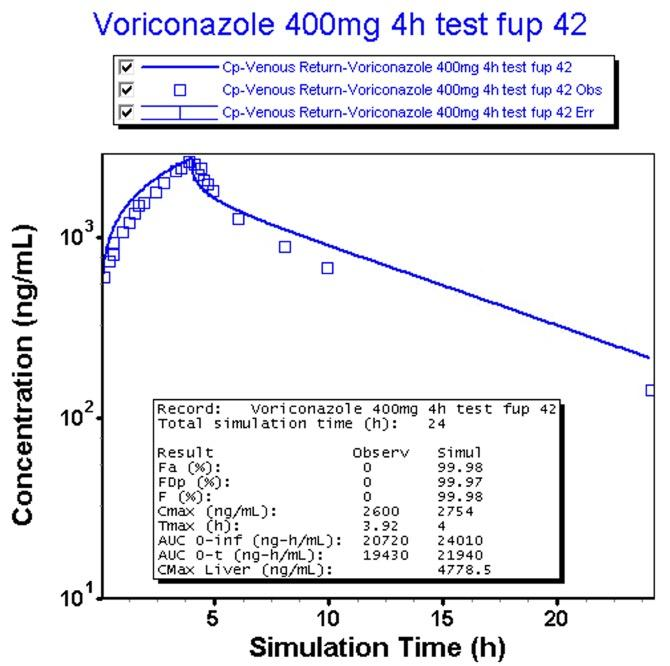 Voriconazole 400mg 4h test fup 42
Cp-Venous Return-Voriconazole 400mg 4h test fup 42
Cp-Venous Return-Voriconazole 400mg 4h test fup 42 Obs
Cp-Venous Return-Voriconazole 400mg 4h test fup 42 Err
Concentration (ng/mL)
10³
10²
10¹
Record: Voriconazole 400mg 4h test fup 42
Total simulation time (h): 24
Result Observ Simul
Fa (%): 0 99.98
FDp (%): 0 99.97
F (%): 0 99.98
Cmax (ng/mL): 2600 2754
Tmax (h): 3.92 4
AUC 0-inf (ng-h/mL): 20720 24010
AUC 0-t (ng-h/mL): 19430 21940
CMax Liver (ng/mL): 4778.5
5 10 15 20
Simulation Time (h)